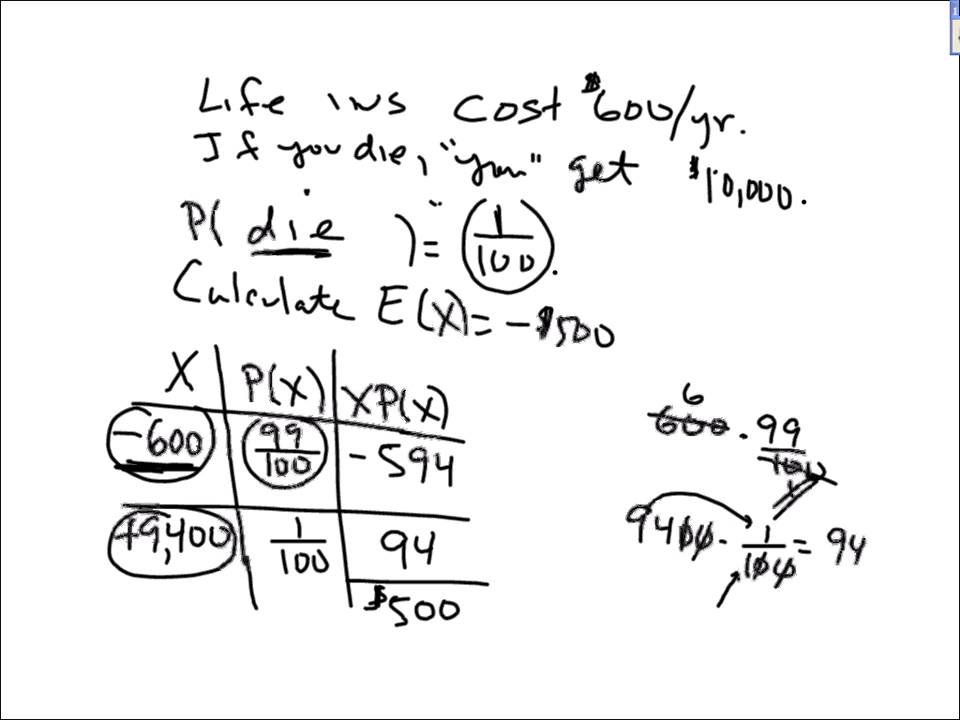 Life ins cost $600/yr.
If you die, "you" get $10,000.
P( die ) = 1/100.
Calculate E(X) = -$500
X P(X) XP(X)
-600 99/100 -594
+9,400 1/100 94
$500
6
600 · 99/100
1
9400 · 1/100 = 94